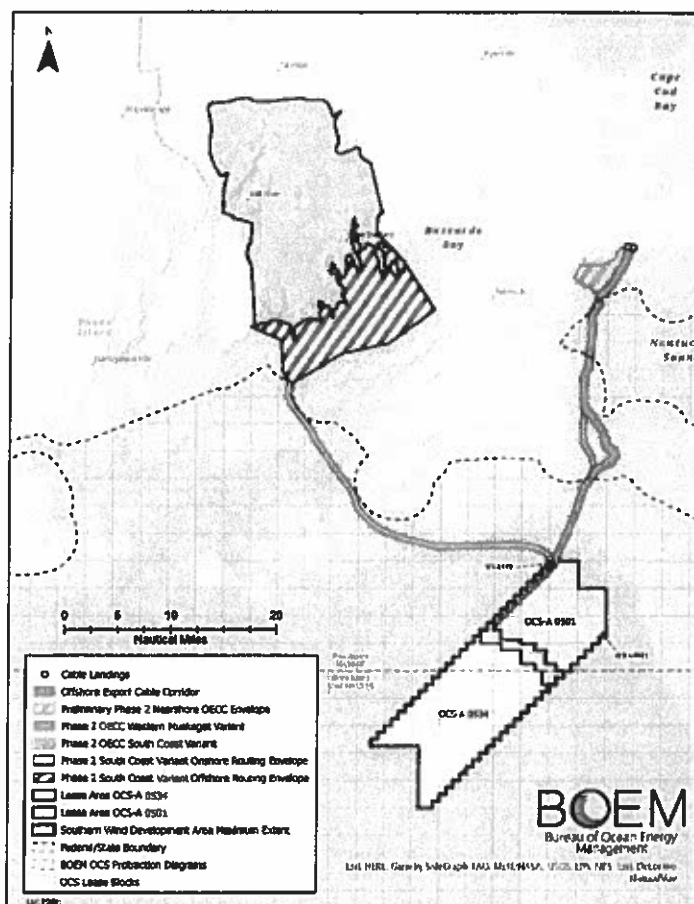 N
Cape
Cod
Bay
Buzzards
Bay
Rhode
Island
0 5 10 20
Nautical Miles
OCS-A 0501
OCS-A 0534
Cable Landings
Offshore Export Cable Corridor
Preliminary Phase 2 Nearshore OECC Envelope
Phase 2 OECC Western Muskeget Variant
Phase 2 OECC South Coast Variant
Phase 2 South Coast Variant Onshore Routing Envelope
Phase 2 South Coast Variant Offshore Routing Envelope
Lease Area OCS-A 0534
Lease Area OCS-A 0501
Southern Wind Development Area Maximum Extent
Federal/State Boundary
BOEM OCS Protraction Diagrams
OCS Lease Blocks
BOEM
Bureau of Ocean Energy
Management